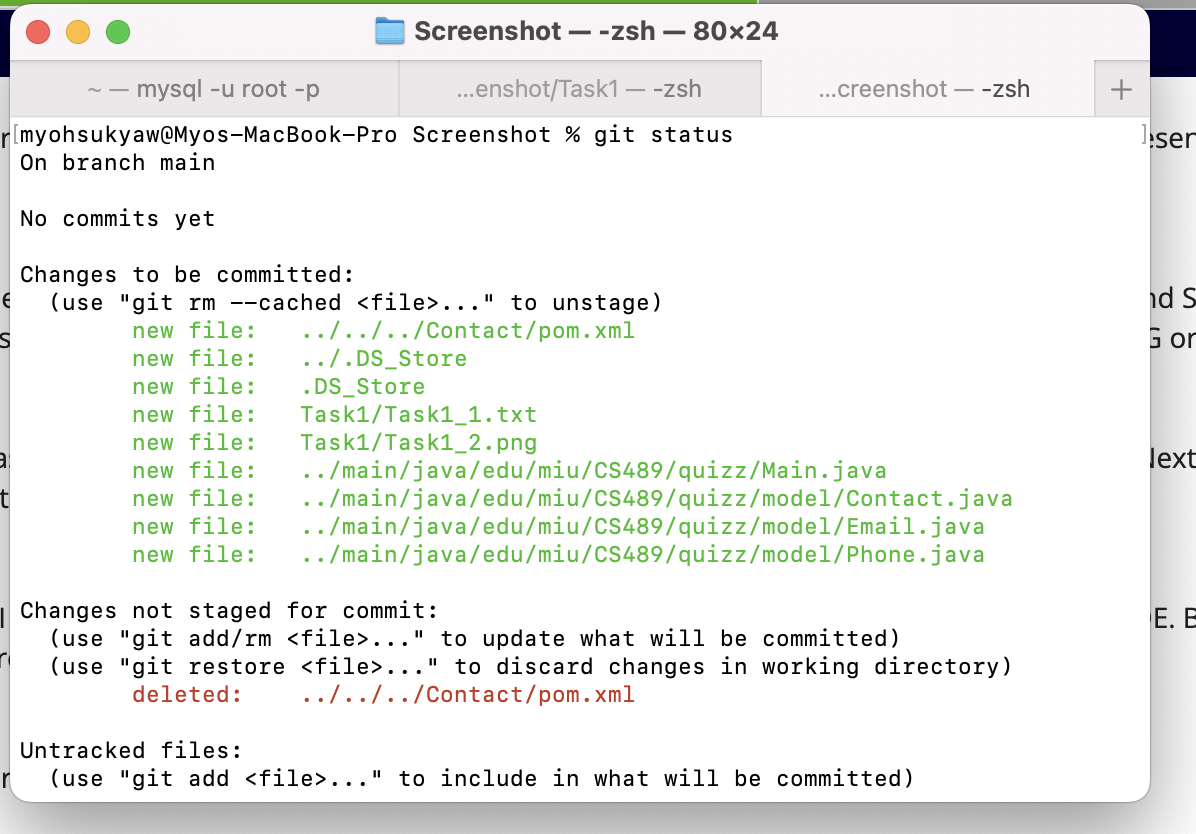 Screenshot — -zsh — 80×24
~ — mysql -u root -p
...enshot/Task1 — -zsh
...creenshot — -zsh
+
[myohsukyaw@Myos-MacBook-Pro Screenshot % git status ]
On branch main
No commits yet
Changes to be committed:
(use "git rm --cached <file>..." to unstage)
new file: ../../../Contact/pom.xml
new file: ../.DS_Store
new file: .DS_Store
new file: Task1/Task1_1.txt
new file: Task1/Task1_2.png
new file: ../main/java/edu/miu/CS489/quizz/Main.java
new file: ../main/java/edu/miu/CS489/quizz/model/Contact.java
new file: ../main/java/edu/miu/CS489/quizz/model/Email.java
new file: ../main/java/edu/miu/CS489/quizz/model/Phone.java
Changes not staged for commit:
(use "git add/rm <file>..." to update what will be committed)
(use "git restore <file>..." to discard changes in working directory)
deleted: ../../../Contact/pom.xml
Untracked files:
(use "git add <file>..." to include in what will be committed)